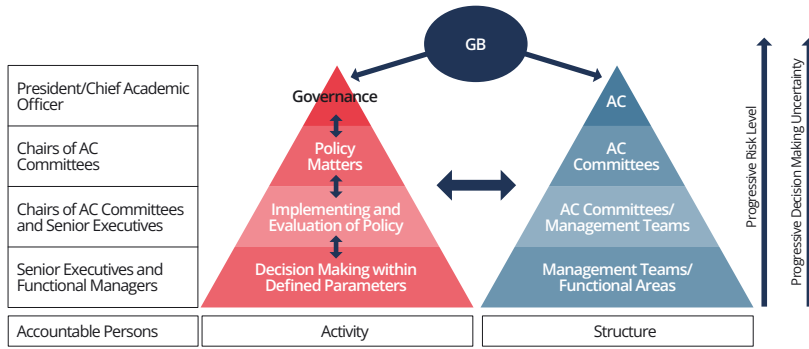 GB
President/Chief Academic
Officer
Governance
AC
Chairs of AC
Committees
Policy
Matters
AC
Committees
Chairs of AC Committees
and Senior Executives
Implementing and
Evaluation of Policy
AC Committees/
Management Teams
Senior Executives and
Functional Managers
Decision Making within
Defined Parameters
Management Teams/
Functional Areas
Accountable Persons
Activity
Structure
Progressive Risk Level
Progressive Decision Making Uncertainty